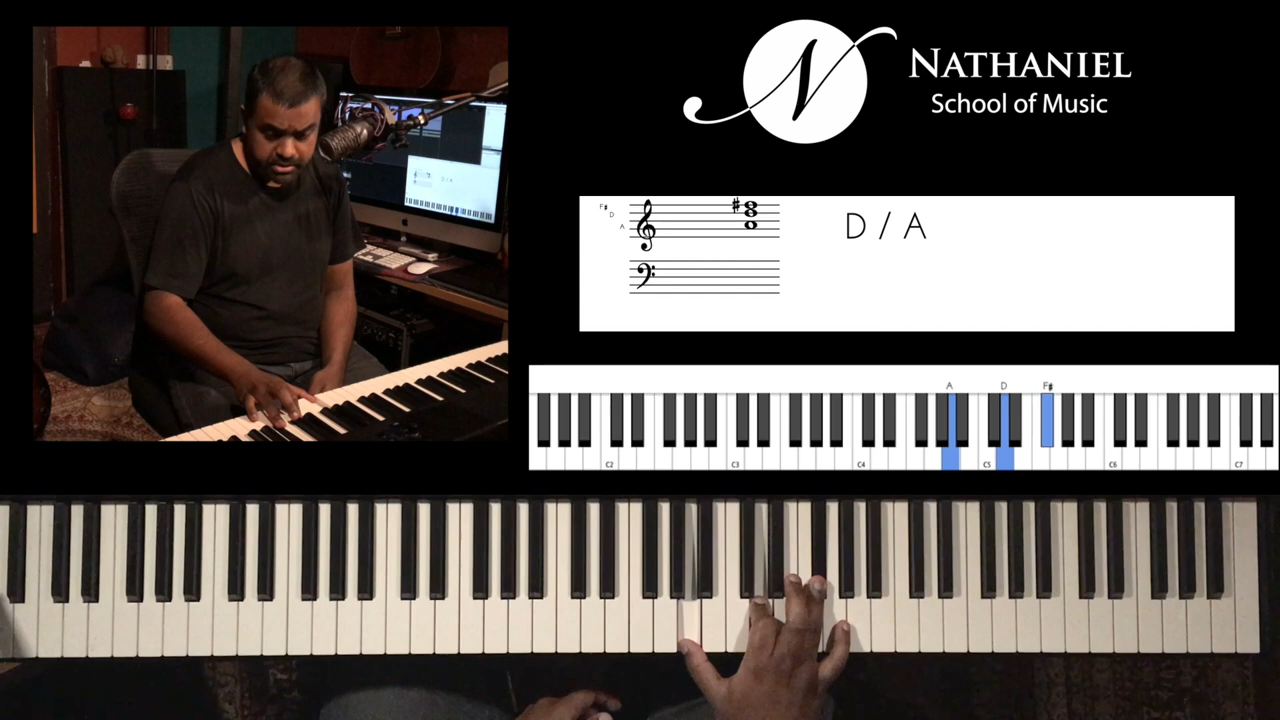 N
NATHANIEL
School of Music
F#
D
A
D / A
A D F#
C2 C3 C4 C5 C6 C7